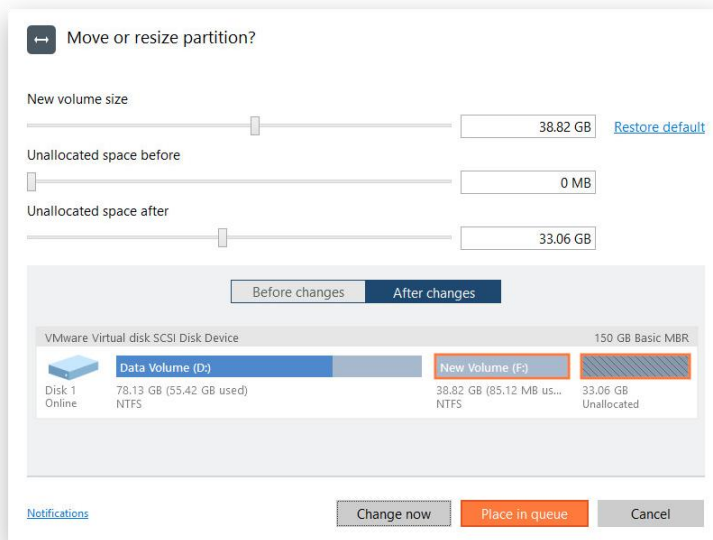 Move or resize partition?
New volume size
38.82 GB Restore default
Unallocated space before
0 MB
Unallocated space after
33.06 GB
Before changes After changes
VMware Virtual disk SCSI Disk Device 150 GB Basic MBR
Data Volume (D:) New Volume (F:)
Disk 1 78.13 GB (55.42 GB used) 38.82 GB (85.12 MB us... 33.06 GB
Online NTFS NTFS Unallocated
Notifications Change now Place in queue Cancel